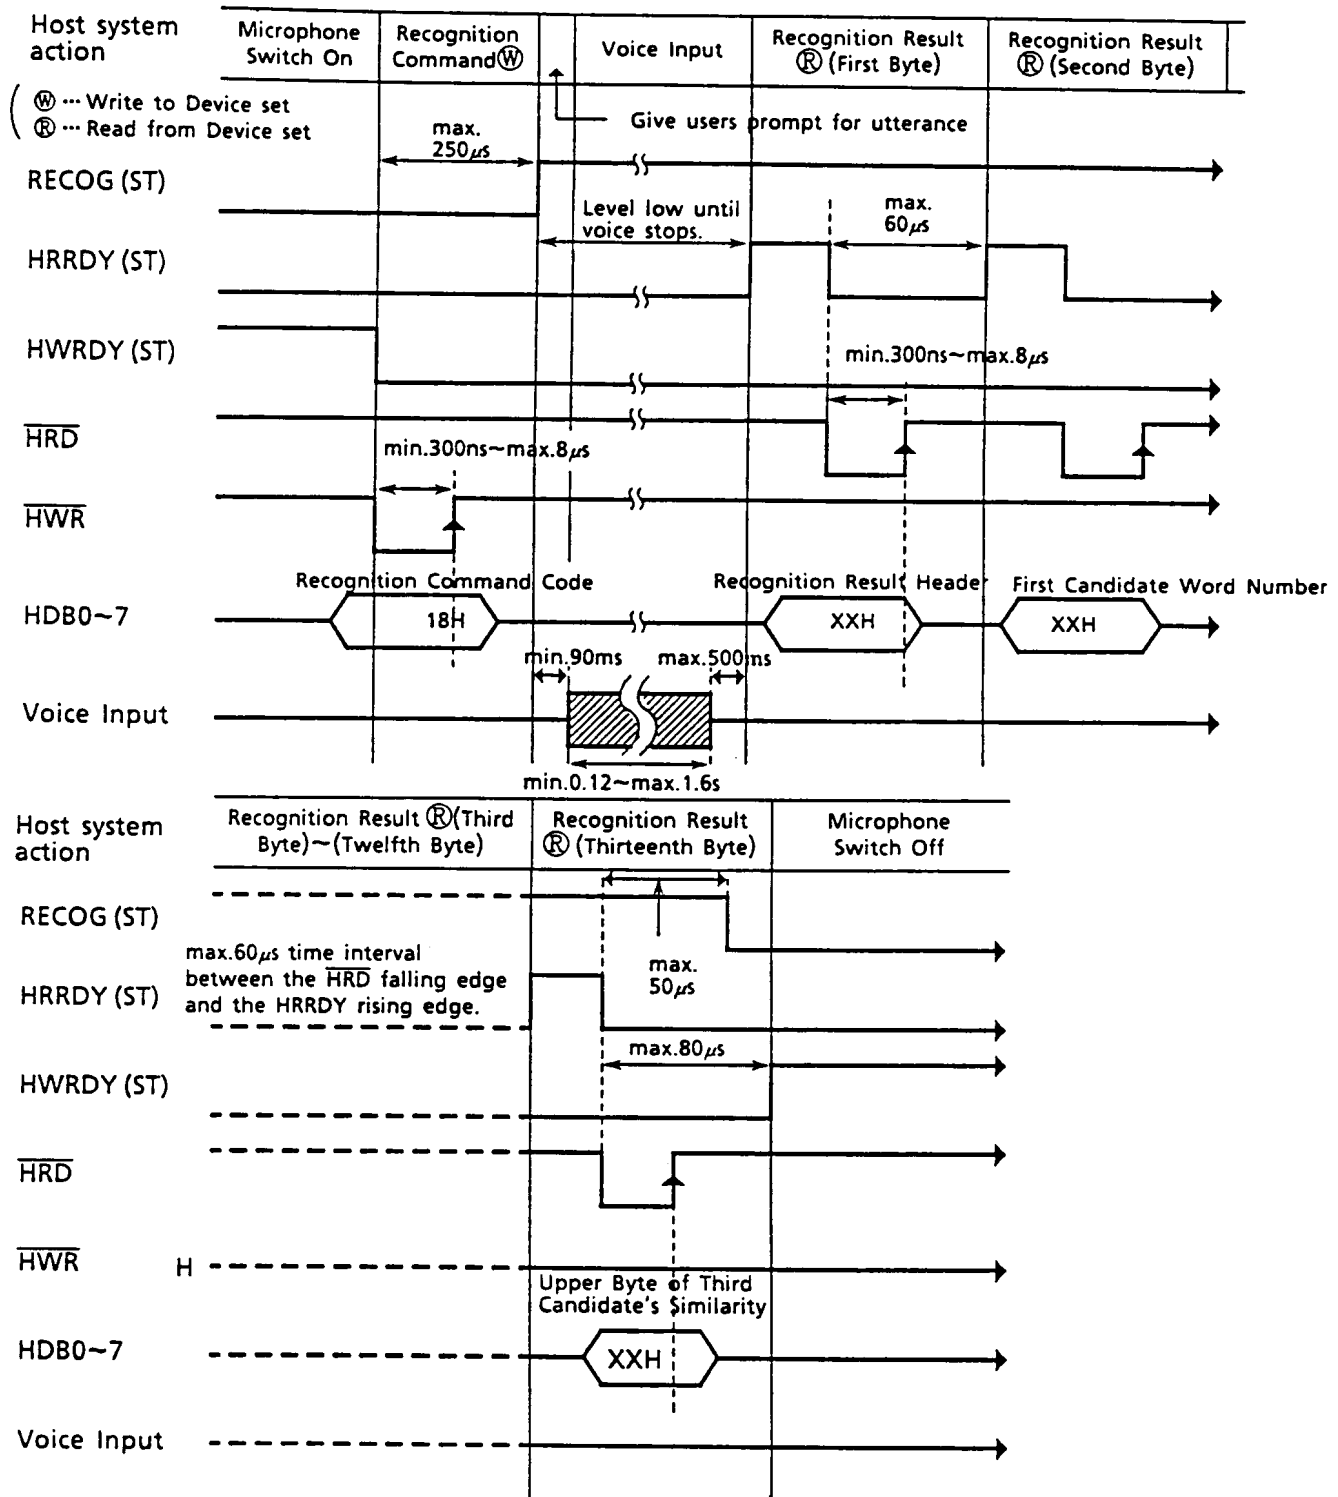 Host system
action
Microphone
Switch On
Recognition
CommandⓌ
Voice Input
Recognition Result
Ⓡ (First Byte)
Recognition Result
Ⓡ (Second Byte)
Ⓦ ··· Write to Device set
Ⓡ ··· Read from Device set
Give users prompt for utterance
max.
250µs
RECOG (ST)
Level low until
voice stops.
max.
60µs
HRRDY (ST)
HWRDY (ST)
min.300ns~max.8µs
HRD
min.300ns~max.8µs
HWR
Recognition Command Code
Recognition Result Header
First Candidate Word Number
HDB0~7
18H
XXH
XXH
min.90ms
max.500ms
Voice Input
min.0.12~max.1.6s
Host system
action
Recognition Result Ⓡ(Third
Byte)~(Twelfth Byte)
Recognition Result
Ⓡ (Thirteenth Byte)
Microphone
Switch Off
RECOG (ST)
max.60µs time interval
between the HRD falling edge
and the HRRDY rising edge.
max.
50µs
HRRDY (ST)
max.80µs
HWRDY (ST)
HRD
HWR
H
Upper Byte of Third
Candidate's Similarity
HDB0~7
XXH
Voice Input